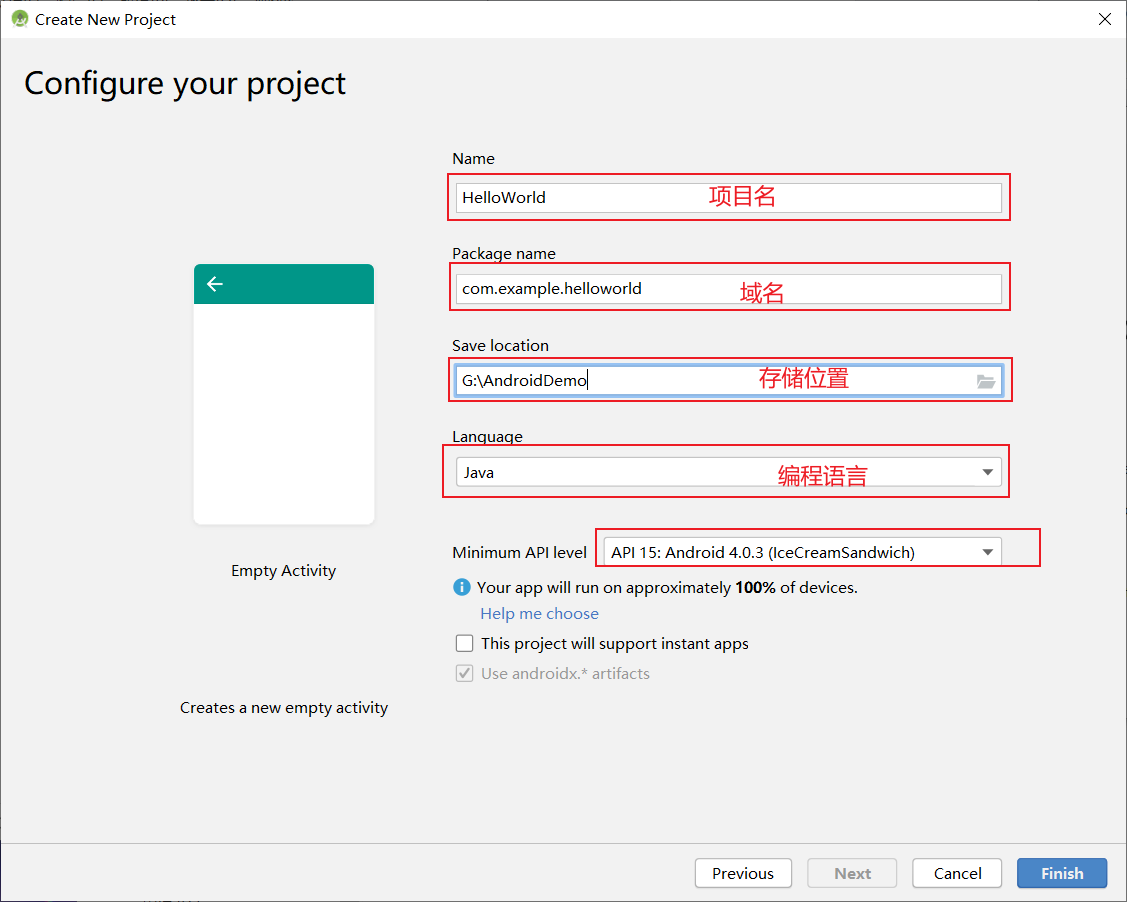 Create New Project
Configure your project
Name
HelloWorld 项目名
Package name
com.example.helloworld 域名
Save location
G:\AndroidDemo 存储位置
Language
Java 编程语言
Minimum API level API 15: Android 4.0.3 (IceCreamSandwich)
Your app will run on approximately 100% of devices.
Help me choose
This project will support instant apps
Use androidx.* artifacts
Empty Activity
Creates a new empty activity
Previous Next Cancel Finish